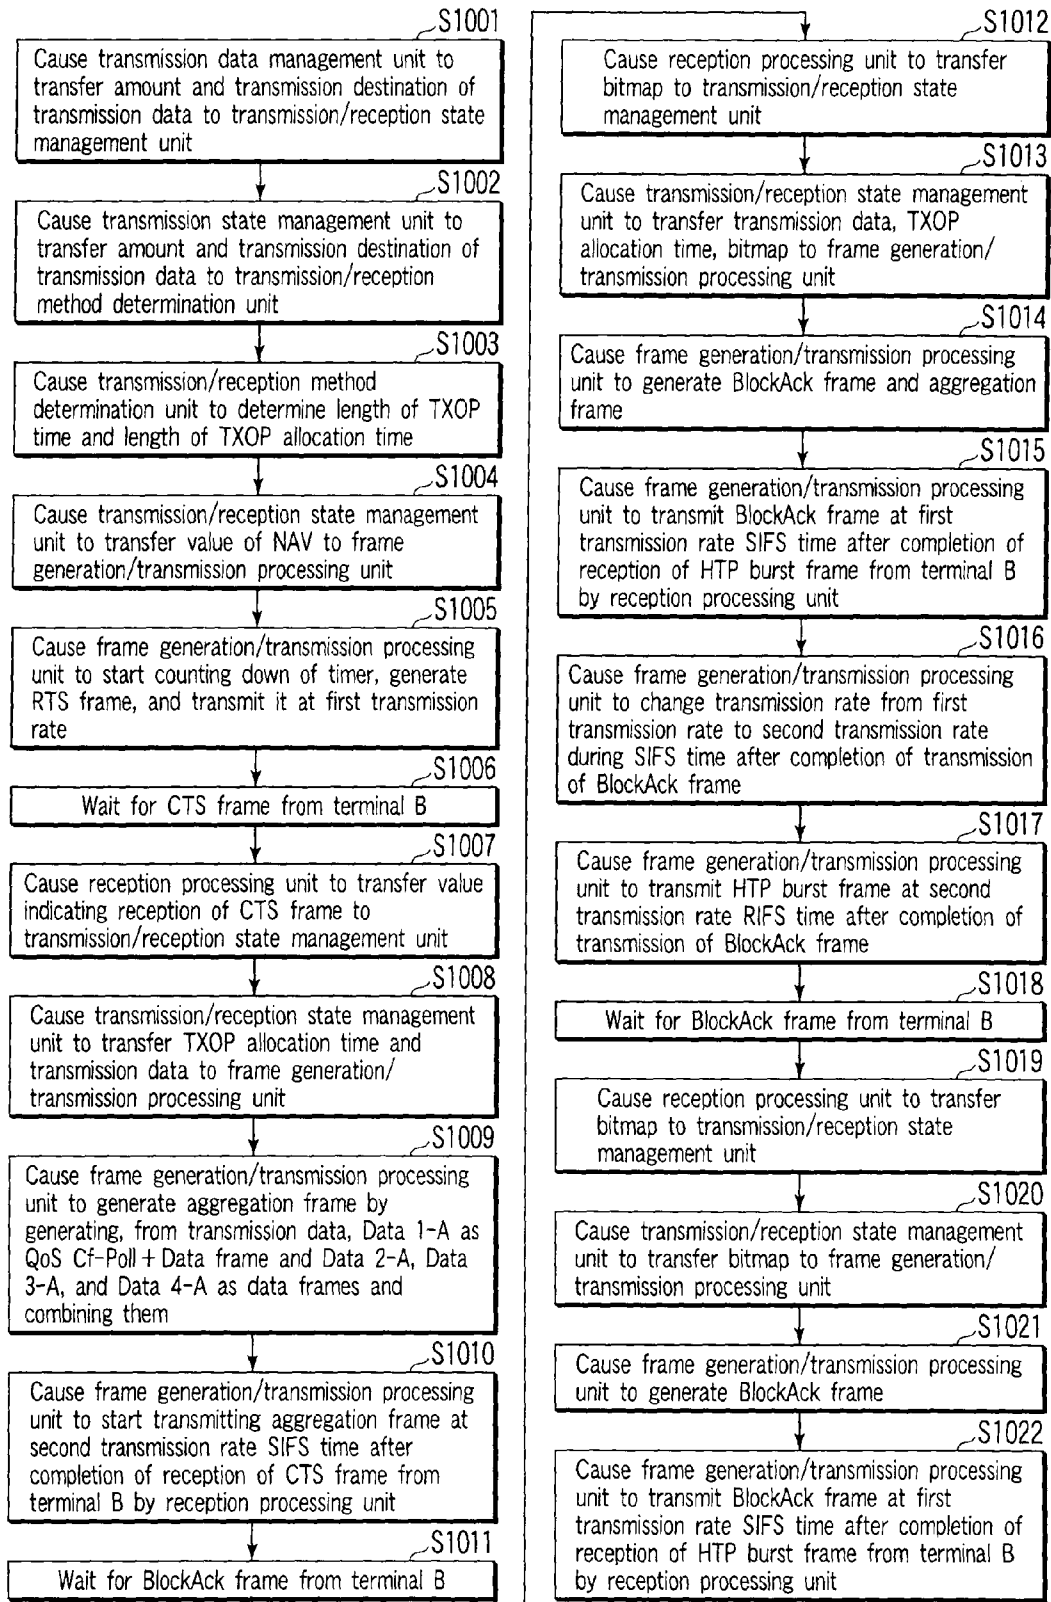 S1001
Cause transmission data management unit to
transfer amount and transmission destination of
transmission data to transmission/reception state
management unit
S1002
Cause transmission state management unit to
transfer amount and transmission destination of
transmission data to transmission/reception
method determination unit
S1003
Cause transmission/reception method
determination unit to determine length of TXOP
time and length of TXOP allocation time
S1004
Cause transmission/reception state management
unit to transfer value of NAV to frame
generation/transmission processing unit
S1005
Cause frame generation/transmission processing
unit to start counting down of timer, generate
RTS frame, and transmit it at first transmission
rate
S1006
Wait for CTS frame from terminal B
S1007
Cause reception processing unit to transfer value
indicating reception of CTS frame to
transmission/reception state management unit
S1008
Cause transmission/reception state management
unit to transfer TXOP allocation time and
transmission data to frame generation/
transmission processing unit
S1009
Cause frame generation/transmission processing
unit to generate aggregation frame by
generating, from transmission data, Data 1-A as
QoS Cf-Poll + Data frame and Data 2-A, Data
3-A, and Data 4-A as data frames and
combining them
S1010
Cause frame generation/transmission processing
unit to start transmitting aggregation frame at
second transmission rate SIFS time after
completion of reception of CTS frame from
terminal B by reception processing unit
S1011
Wait for BlockAck frame from terminal B
S1012
Cause reception processing unit to transfer
bitmap to transmission/reception state
management unit
S1013
Cause transmission/reception state management
unit to transfer transmission data, TXOP
allocation time, bitmap to frame generation/
transmission processing unit
S1014
Cause frame generation/transmission processing
unit to generate BlockAck frame and aggregation
frame
S1015
Cause frame generation/transmission processing
unit to transmit BlockAck frame at first
transmission rate SIFS time after completion of
reception of HTP burst frame from terminal B
by reception processing unit
S1016
Cause frame generation/transmission processing
unit to change transmission rate from first
transmission rate to second transmission rate
during SIFS time after completion of transmission
of BlockAck frame
S1017
Cause frame generation/transmission processing
unit to transmit HTP burst frame at second
transmission rate RIFS time after completion of
transmission of BlockAck frame
S1018
Wait for BlockAck frame from terminal B
S1019
Cause reception processing unit to transfer
bitmap to transmission/reception state
management unit
S1020
Cause transmission/reception state management
unit to transfer bitmap to frame generation/
transmission processing unit
S1021
Cause frame generation/transmission processing
unit to generate BlockAck frame
S1022
Cause frame generation/transmission processing
unit to transmit BlockAck frame at first
transmission rate SIFS time after completion of
reception of HTP burst frame from terminal B
by reception processing unit